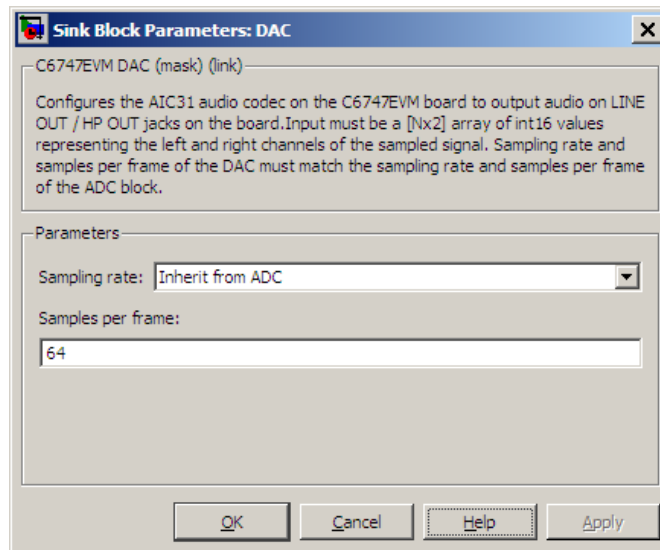 Sink Block Parameters: DAC
C6747EVM DAC (mask) (link)
Configures the AIC31 audio codec on the C6747EVM board to output audio on LINE
OUT / HP OUT jacks on the board.Input must be a [Nx2] array of int16 values
representing the left and right channels of the sampled signal. Sampling rate and
samples per frame of the DAC must match the sampling rate and samples per frame
of the ADC block.
Parameters
Sampling rate: Inherit from ADC
Samples per frame:
64
OK Cancel Help Apply